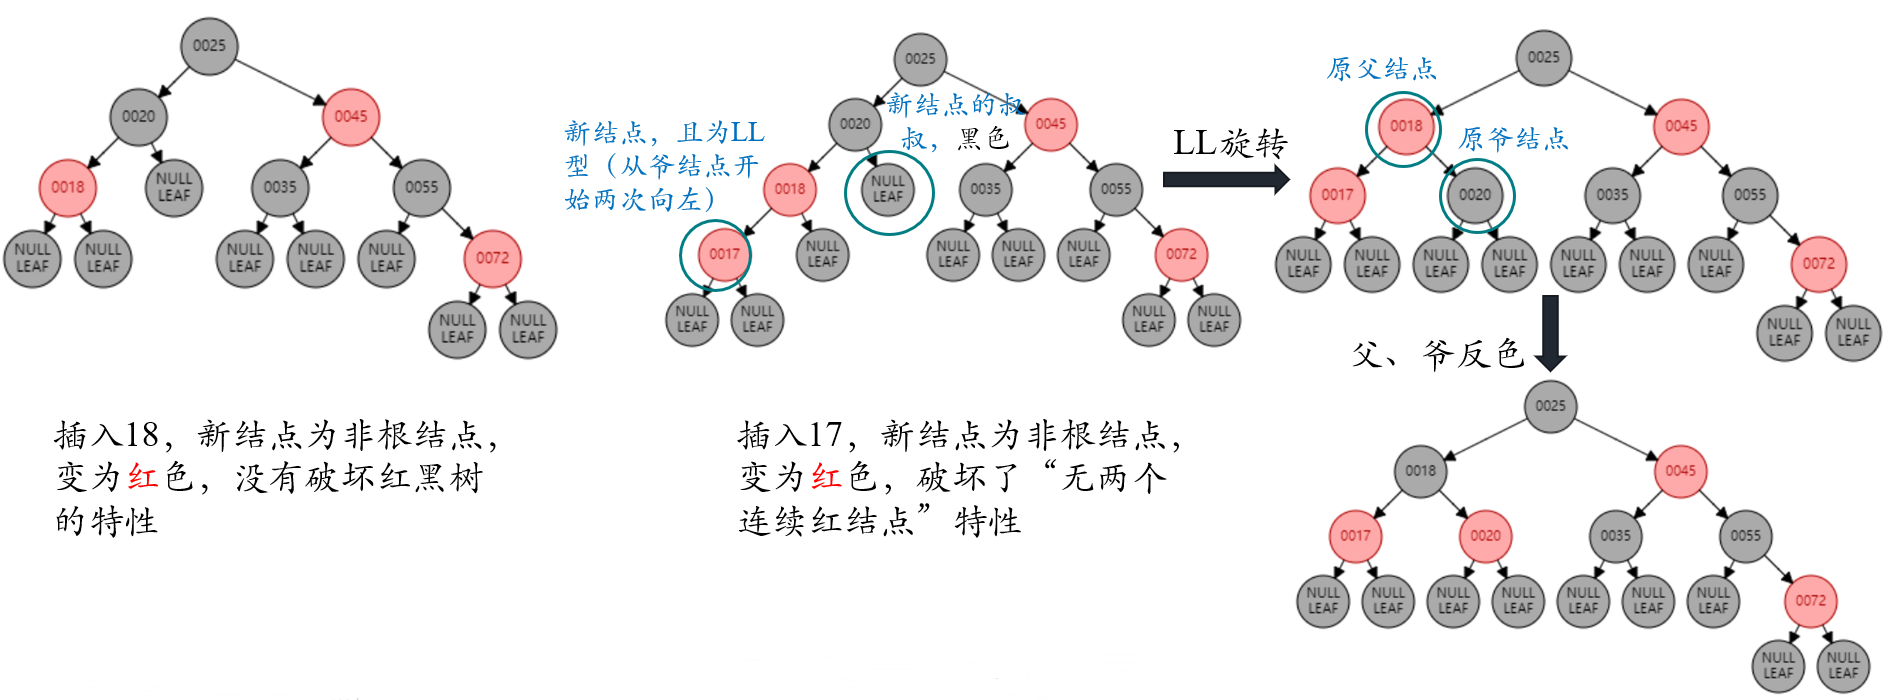 0025
0020
0045
0018
NULL
LEAF
0035
0055
NULL
LEAF
NULL
LEAF
NULL
LEAF
NULL
LEAF
NULL
LEAF
0072
NULL
LEAF
NULL
LEAF
插入18，新结点为非根结点，
变为红色，没有破坏红黑树
的特性
0025
新结点的叔
叔，黑色
0020
0045
新结点，且为LL
型（从爷结点开
始两次向左）
0018
NULL
LEAF
0035
0055
0017
NULL
LEAF
NULL
LEAF
NULL
LEAF
NULL
LEAF
0072
NULL
LEAF
NULL
LEAF
NULL
LEAF
NULL
LEAF
插入17，新结点为非根结点，
变为红色，破坏了“无两个
连续红结点”特性
LL旋转
0025
原父结点
0018
原爷结点
0045
0017
0020
0035
0055
NULL
LEAF
NULL
LEAF
NULL
LEAF
NULL
LEAF
NULL
LEAF
NULL
LEAF
NULL
LEAF
0072
NULL
LEAF
NULL
LEAF
父、爷反色
0025
0018
0045
0017
0020
0035
0055
NULL
LEAF
NULL
LEAF
NULL
LEAF
NULL
LEAF
NULL
LEAF
NULL
LEAF
NULL
LEAF
0072
NULL
LEAF
NULL
LEAF